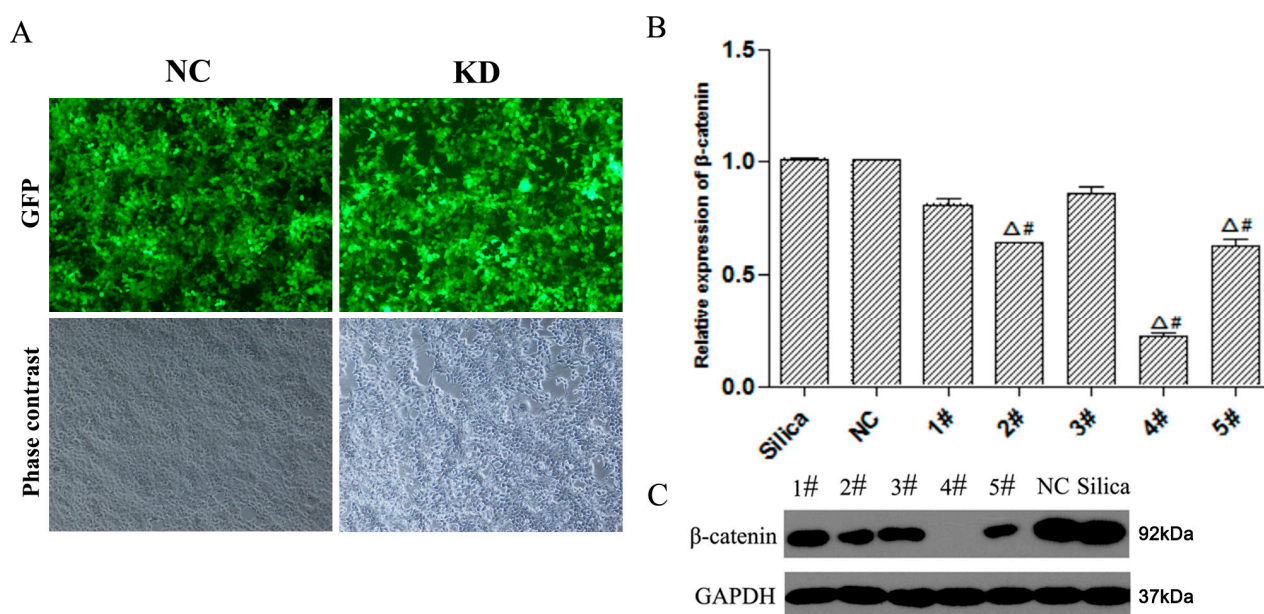 A
NC KD
GFP
Phase contrast
B
Relative expression of β-catenin
1.5
1.0
0.5
0.0
△# △# △#
Silica NC 1# 2# 3# 4# 5#
C
1# 2# 3# 4# 5# NC Silica
β-catenin 92kDa
GAPDH 37kDa